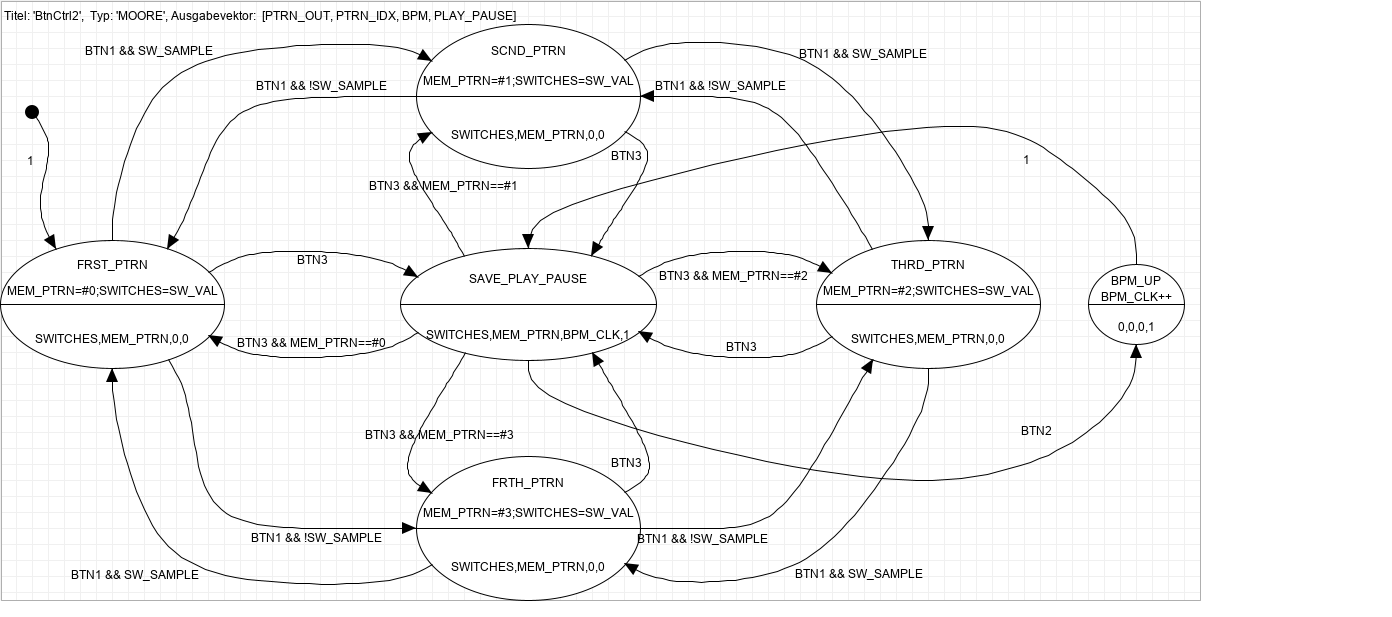 Titel: 'BtnCtrl2', Typ: 'MOORE', Ausgabevektor: [PTRN_OUT, PTRN_IDX, BPM, PLAY_PAUSE]
BTN1 && SW_SAMPLE
SCND_PTRN
MEM_PTRN=#1;SWITCHES=SW_VAL
SWITCHES,MEM_PTRN,0,0
BTN1 && SW_SAMPLE
BTN1 && !SW_SAMPLE
BTN1 && !SW_SAMPLE
1
BTN3
1
BTN3 && MEM_PTRN==#1
FRST_PTRN
MEM_PTRN=#0;SWITCHES=SW_VAL
SWITCHES,MEM_PTRN,0,0
BTN3
SAVE_PLAY_PAUSE
SWITCHES,MEM_PTRN,BPM_CLK,1
BTN3 && MEM_PTRN==#2
THRD_PTRN
MEM_PTRN=#2;SWITCHES=SW_VAL
SWITCHES,MEM_PTRN,0,0
BPM_UP
BPM_CLK++
0,0,0,1
BTN3 && MEM_PTRN==#0
BTN3
BTN3 && MEM_PTRN==#3
BTN3
BTN2
FRTH_PTRN
MEM_PTRN=#3;SWITCHES=SW_VAL
SWITCHES,MEM_PTRN,0,0
BTN1 && !SW_SAMPLE
BTN1 && !SW_SAMPLE
BTN1 && SW_SAMPLE
BTN1 && SW_SAMPLE